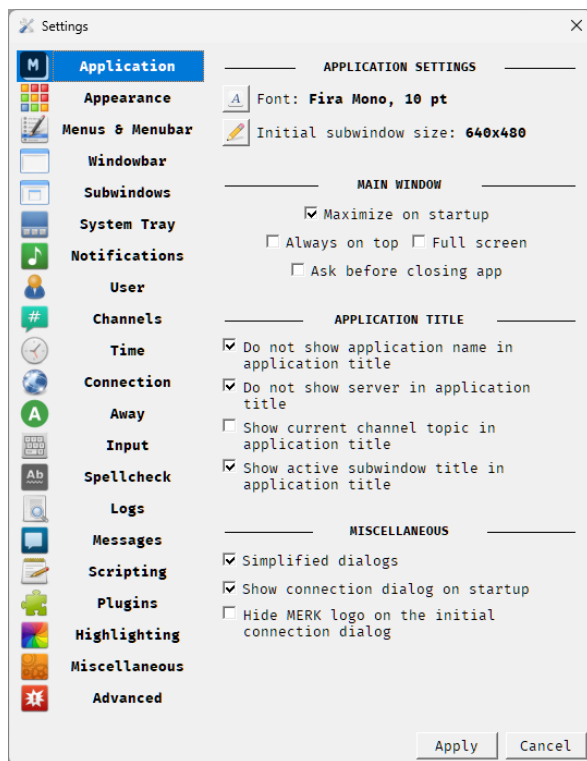 Settings
M
Application
Appearance
Menus & Menubar
Windowbar
Subwindows
System Tray
Notifications
User
#
Channels
Time
Connection
A
Away
Input
Ab
Spellcheck
Logs
Messages
Scripting
Plugins
Highlighting
Miscellaneous
Advanced
APPLICATION SETTINGS
A
Font: Fira Mono, 10 pt
Initial subwindow size: 640x480
MAIN WINDOW
Maximize on startup
Always on top Full screen
Ask before closing app
APPLICATION TITLE
Do not show application name in
application title
Do not show server in application
title
Show current channel topic in
application title
Show active subwindow title in
application title
MISCELLANEOUS
Simplified dialogs
Show connection dialog on startup
Hide MERK logo on the initial
connection dialog
Apply Cancel